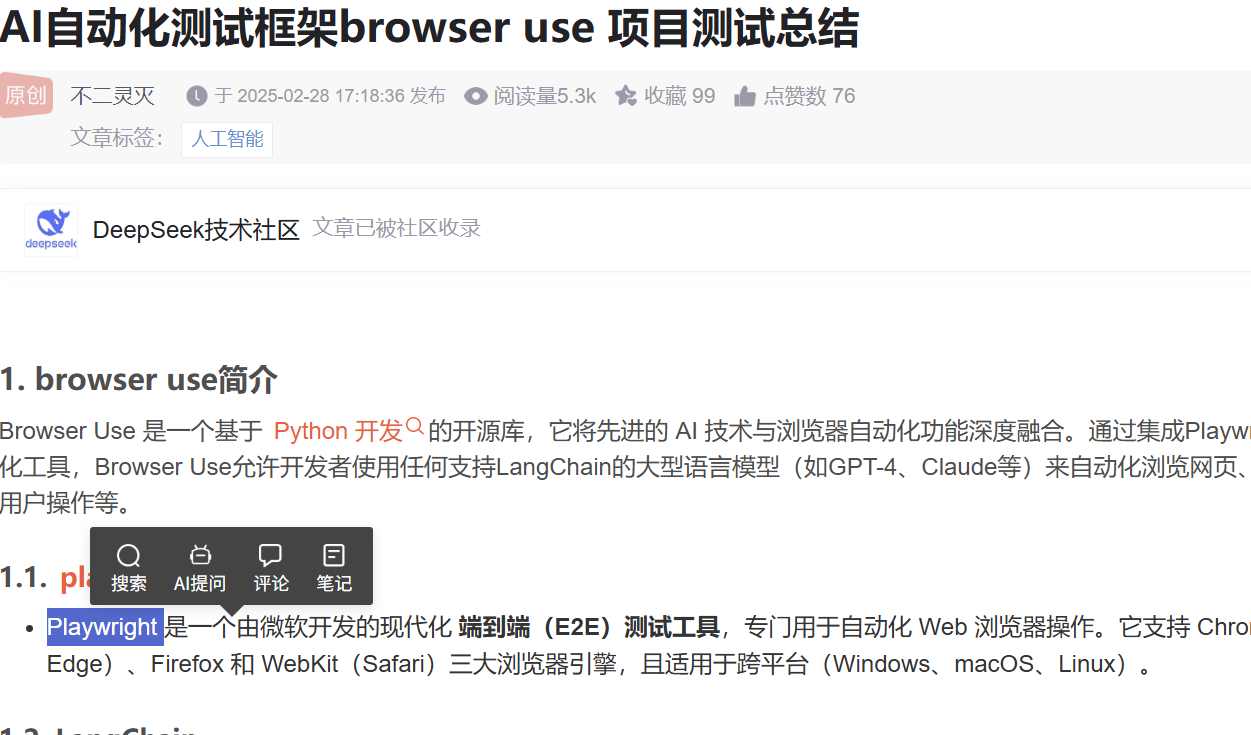 AI自动化测试框架browser use 项目测试总结
原创 不二灵灭 于 2025-02-28 17:18:36 发布 阅读量5.3k 收藏 99 点赞数 76
文章标签： 人工智能
deepseek DeepSeek技术社区 文章已被社区收录
1. browser use简介
Browser Use 是一个基于 Python 开发的开源库，它将先进的 AI 技术与浏览器自动化功能深度融合。通过集成Playwr
化工具，Browser Use允许开发者使用任何支持LangChain的大型语言模型（如GPT-4、Claude等）来自动化浏览网页、
用户操作等。
搜索 AI提问 评论 笔记
1.1. pla
Playwright 是一个由微软开发的现代化 端到端（E2E）测试工具，专门用于自动化 Web 浏览器操作。它支持 Chro
Edge）、Firefox 和 WebKit（Safari）三大浏览器引擎，且适用于跨平台（Windows、macOS、Linux）。
1.2. LangChain